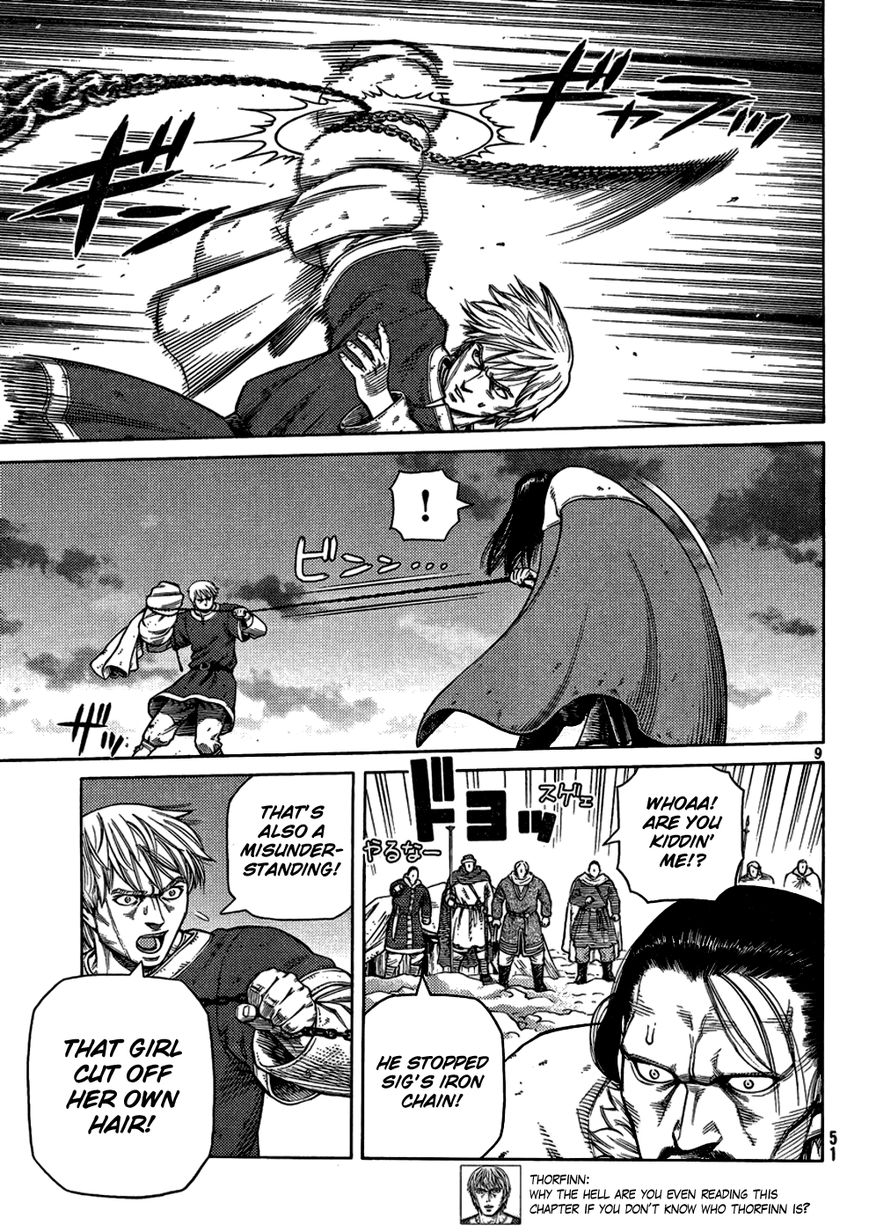 ギャラッ
ギン
!
ビンンッ・・・
ザッ
9
WHOAA!
ARE YOU
KIDDIN'
ME!?
スゲェ
ドヨッ
やるなー
HE STOPPED
SIG'S IRON
CHAIN!
THAT'S
ALSO A
MISUNDER-
STANDING!
THAT GIRL
CUT OFF
HER OWN
HAIR!
51
THORFINN:
WHY THE HELL ARE YOU EVEN READING THIS
CHAPTER IF YOU DON'T KNOW WHO THORFINN IS?